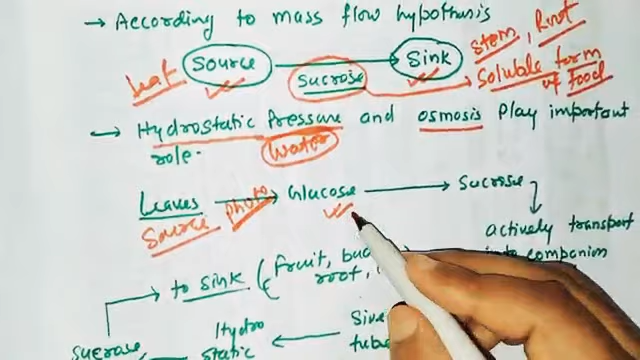 → According to mass flow hypothesis
leaf Source → Sink stem, Root
Sucrose Soluble form of Food
→ Hydrostatic Pressure and osmosis Play important
role. Water
Leaves photo → Glucose → Sucrose
Source
actively transport
into companion
to Sink (Fruit,
root,
Hydro
Sucrose static tube